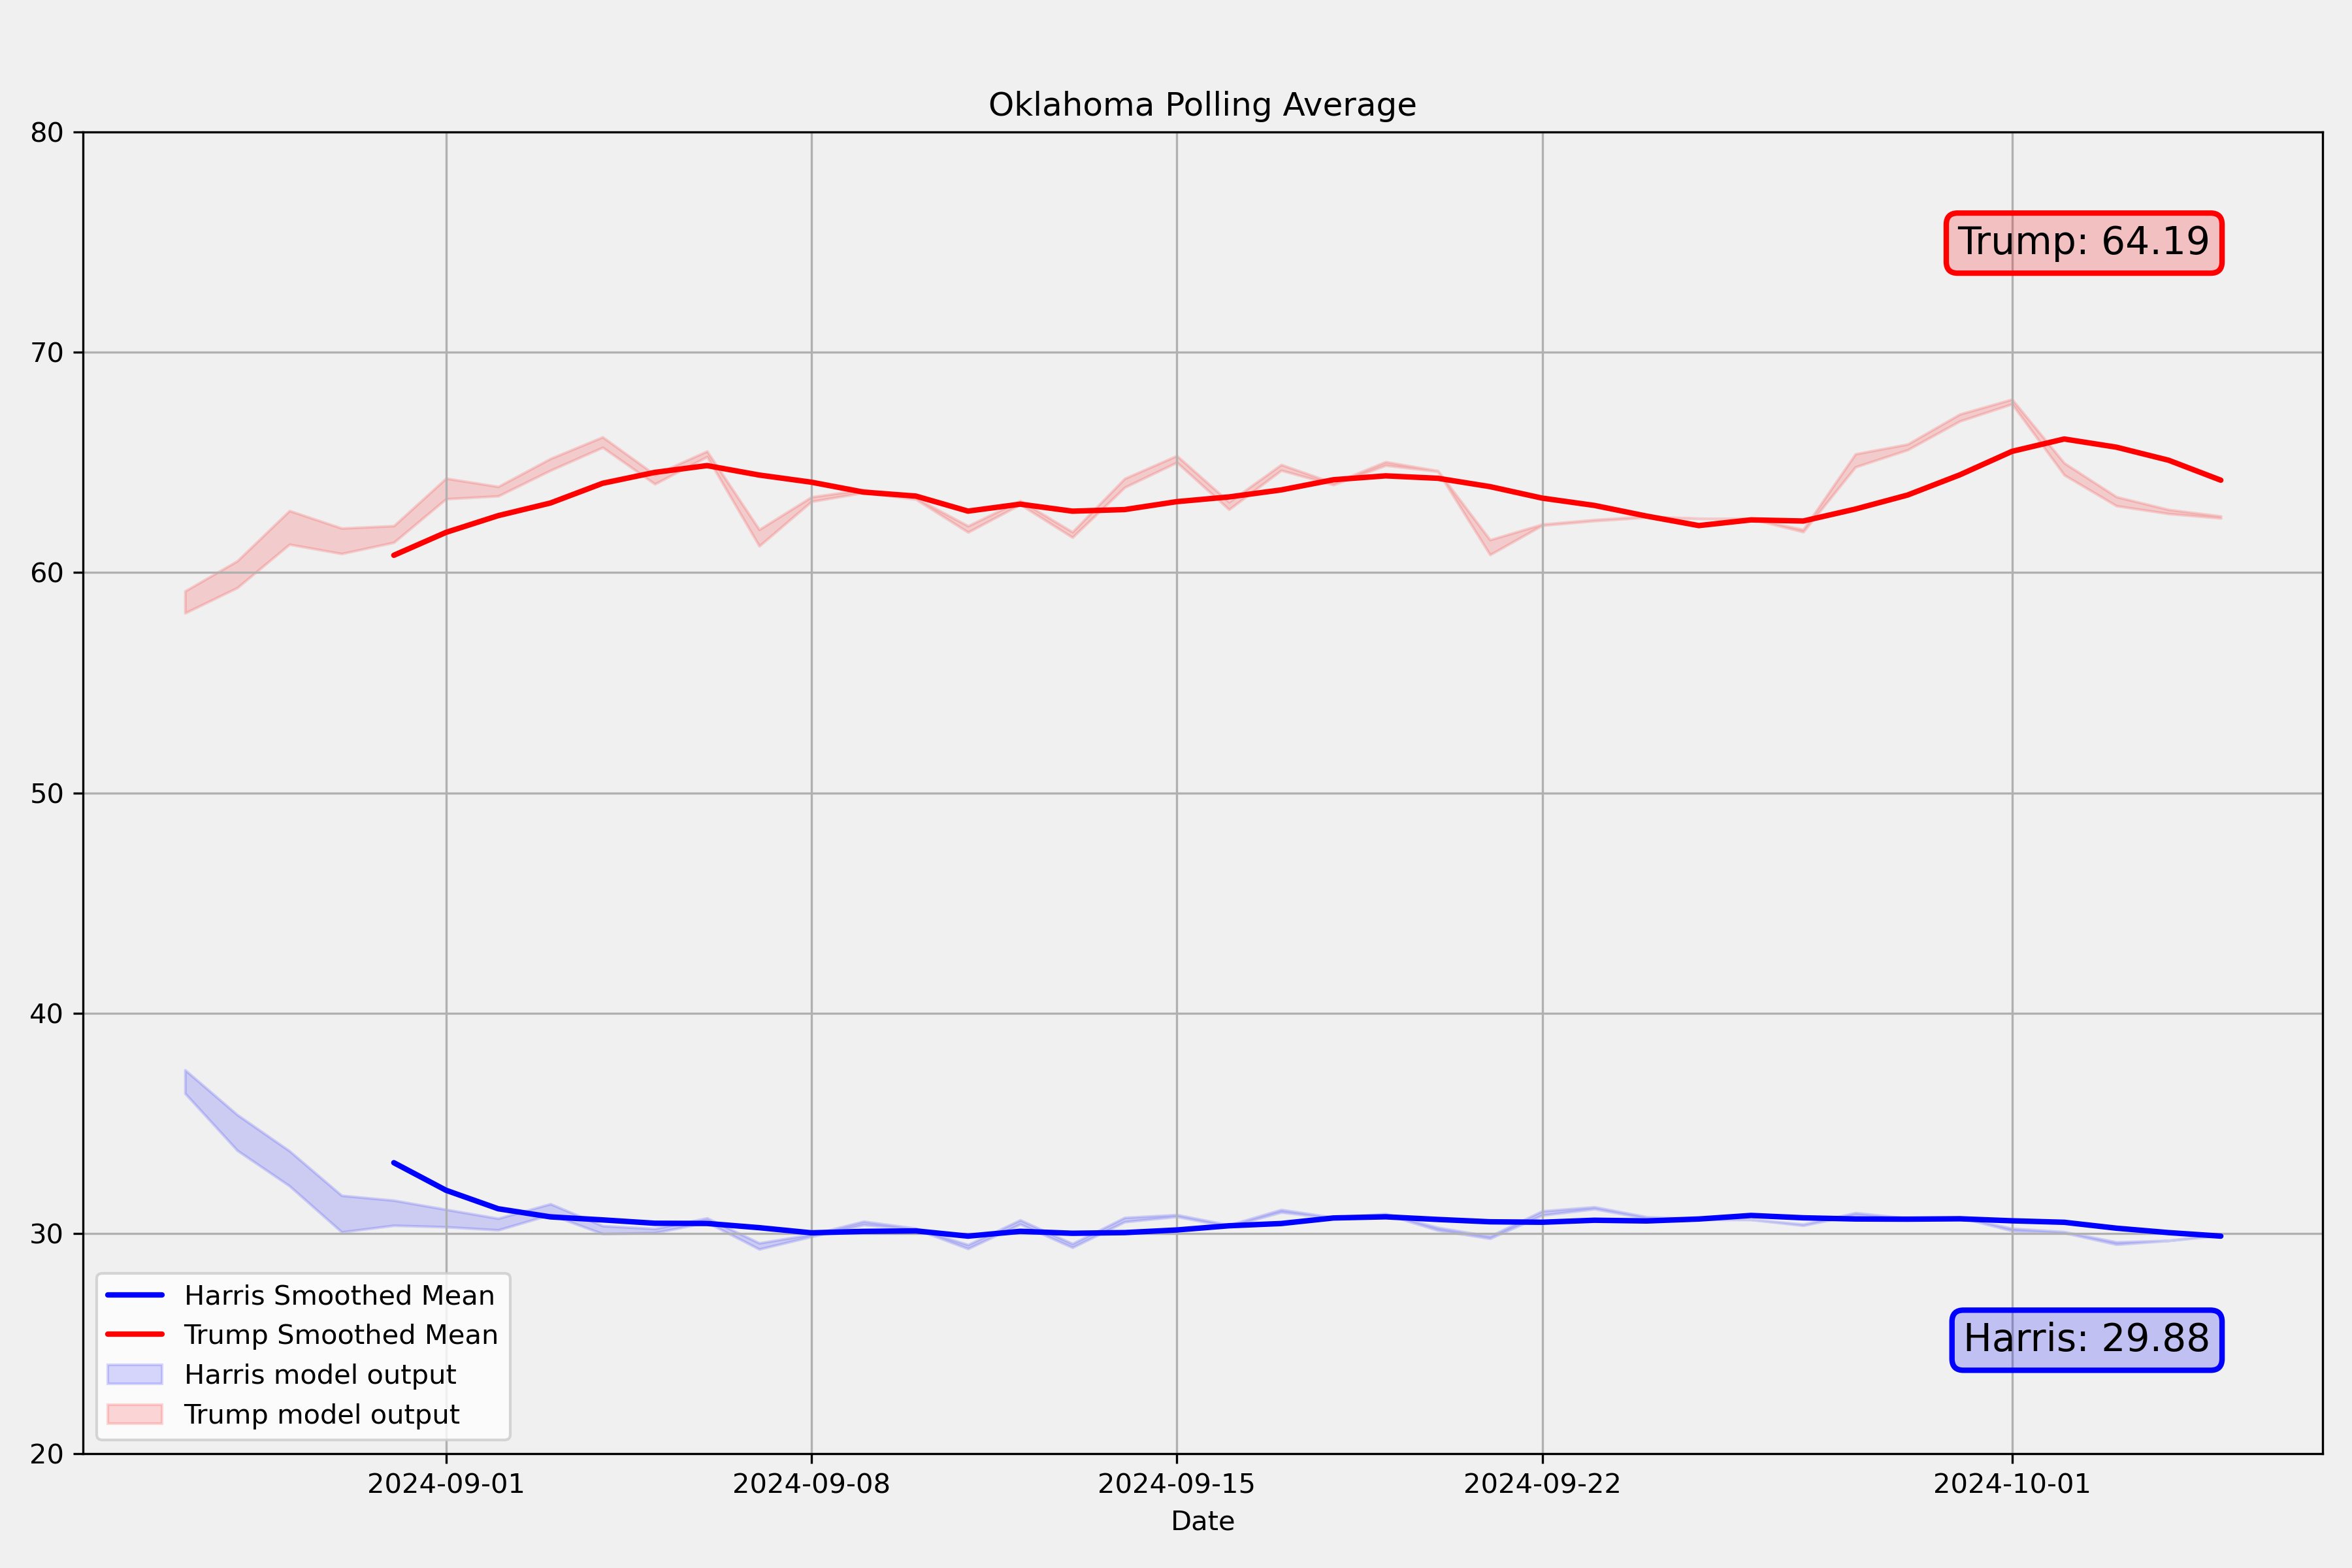 Oklahoma Polling Average
80
70
60
50
40
30
20
Trump: 64.19
Harris: 29.88
Harris Smoothed Mean
Trump Smoothed Mean
Harris model output
Trump model output
2024-09-01 2024-09-08 2024-09-15 2024-09-22 2024-10-01
Date